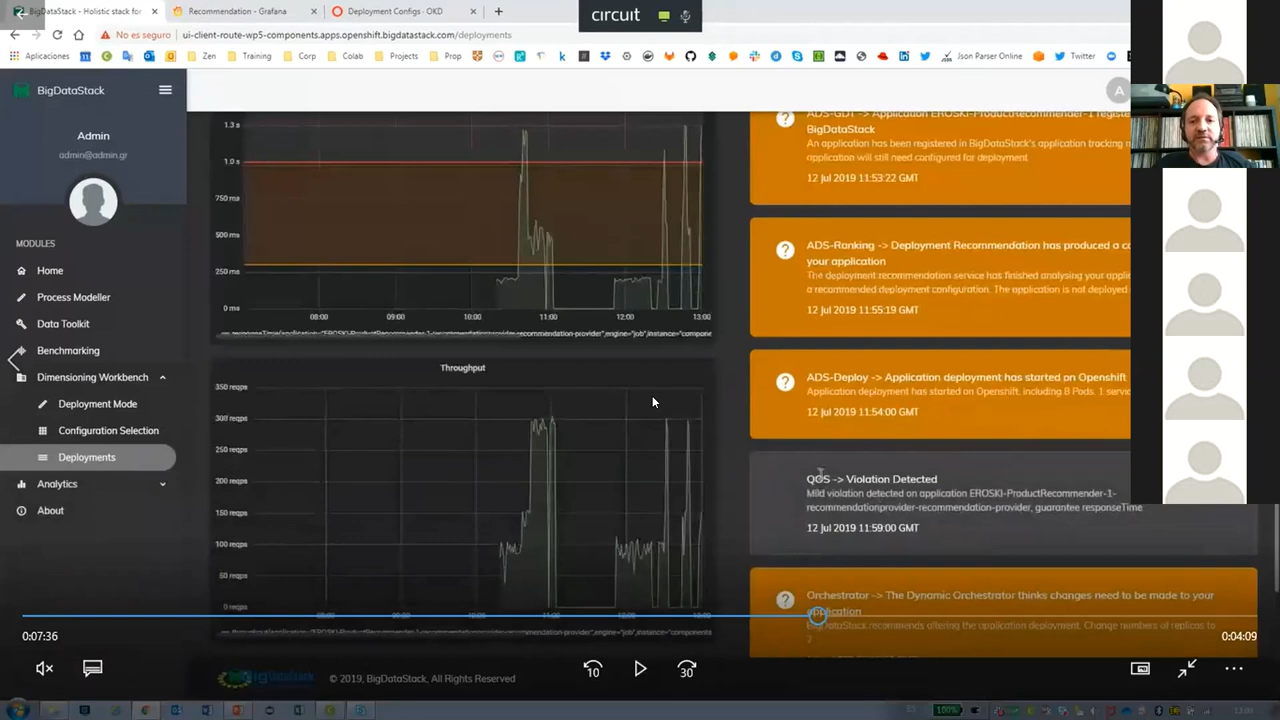 BigDataStack - Holistic stack for
Recommendation - Grafana
Deployment Configs · OKD
circuit
No es seguro
ui-client-route-wp5-components.apps.openshift.bigdatastack.com/deployments
Aplicaciones
Zen
Training
Corp
Colab
Projects
Prop
Json Parser Online
Twitter
BigDataStack
A
Admin
admin@admin.gr
MODULES
Home
Process Modeller
Data Toolkit
Benchmarking
Dimensioning Workbench
Deployment Mode
Configuration Selection
Deployments
Analytics
About
1.3 s
1.0 s
750 ms
500 ms
250 ms
0 ms
08:00
09:00
10:00
11:00
12:00
13:00
Throughput
350 reqps
300 reqps
250 reqps
200 reqps
150 reqps
100 reqps
50 reqps
0 reqps
ADS-GDT -> Application EROSKI-ProductRecommender-1
BigDataStack
An application has been registered in BigDataStack's application tracking
application will still need configured for deployment
12 Jul 2019 11:53:22 GMT
ADS-Ranking -> Deployment Recommendation has produced a
your application
The deployment recommendation service has finished analysing your
a recommended deployment configuration. The application is not deployed
12 Jul 2019 11:55:19 GMT
ADS-Deploy -> Application deployment has started on Openshift
Application deployment has started on Openshift, including 8 Pods, 1
12 Jul 2019 11:54:00 GMT
QOS -> Violation Detected
Mild violation detected on application EROSKI-ProductRecommender-1-
recommendationprovider-recommendation-provider, guarantee responseTime
12 Jul 2019 11:59:00 GMT
Orchestrator -> The Dynamic Orchestrator thinks changes need to be made to your
application
BigDataStack recommends altering the application deployment. Change numbers of replicas to
2
0:07:36
0:04:09
10
30
BigDataStack
© 2019, BigDataStack, All Rights Reserved
100%